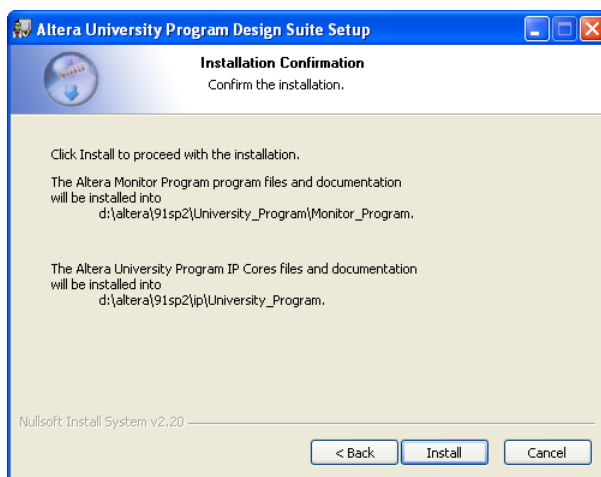 Altera University Program Design Suite Setup
Installation Confirmation
Confirm the installation.
Click Install to proceed with the installation.
The Altera Monitor Program program files and documentation
will be installed into
d:\altera\91sp2\University_Program\Monitor_Program.
The Altera University Program IP Cores files and documentation
will be installed into
d:\altera\91sp2\ip\University_Program.
Nullsoft Install System v2.20
< Back
Install
Cancel